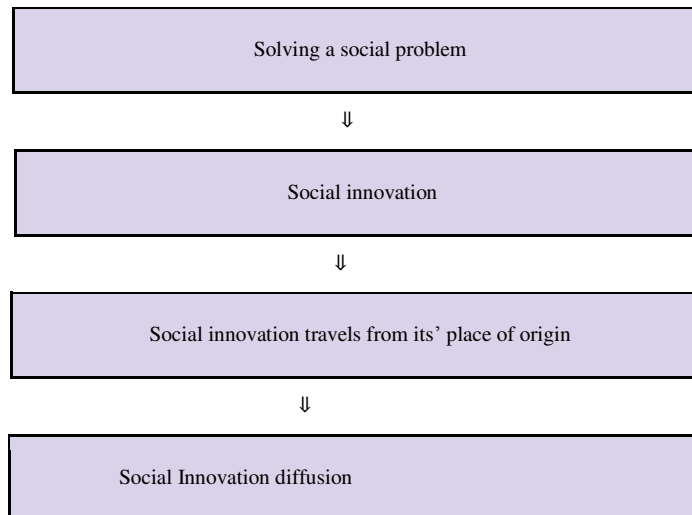 Solving a social problem
⇓
Social innovation
⇓
Social innovation travels from its’ place of origin
⇓
Social Innovation diffusion